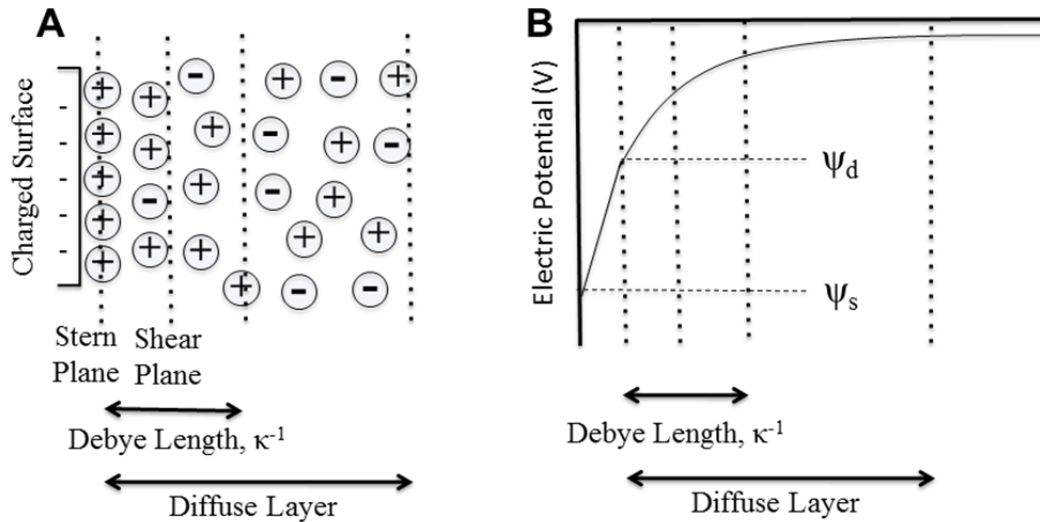 A
Charged Surface
Stern Plane
Shear Plane
Debye Length, κ⁻¹
Diffuse Layer
B
Electric Potential (V)
ψd
ψs
Debye Length, κ⁻¹
Diffuse Layer